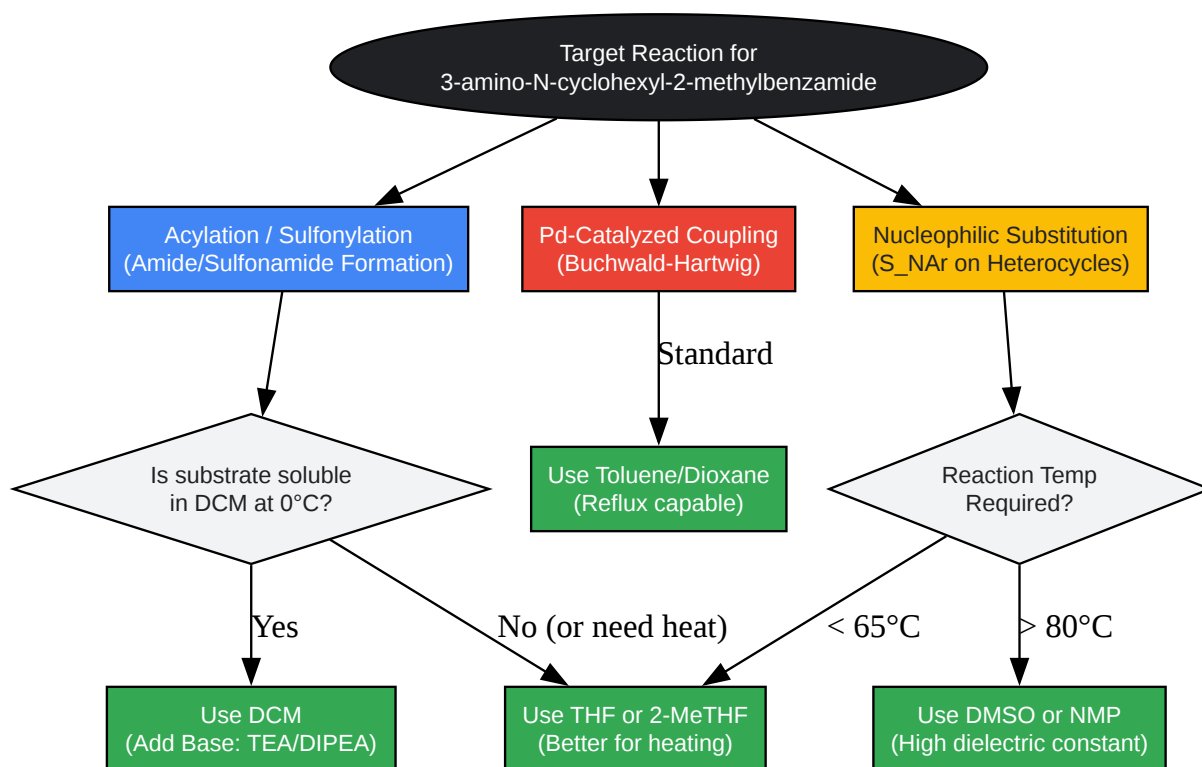 Target Reaction for
3-amino-N-cyclohexyl-2-methylbenzamide
Acylation / Sulfonylation
(Amide/Sulfonamide Formation)
Pd-Catalyzed Coupling
(Buchwald-Hartwig)
Nucleophilic Substitution
(S_NAr on Heterocycles)
Standard
Is substrate soluble
in DCM at 0°C?
Use Toluene/Dioxane
(Reflux capable)
Reaction Temp
Required?
Yes
No (or need heat)
< 65°C
> 80°C
Use DCM
(Add Base: TEA/DIPEA)
Use THF or 2-MeTHF
(Better for heating)
Use DMSO or NMP
(High dielectric constant)